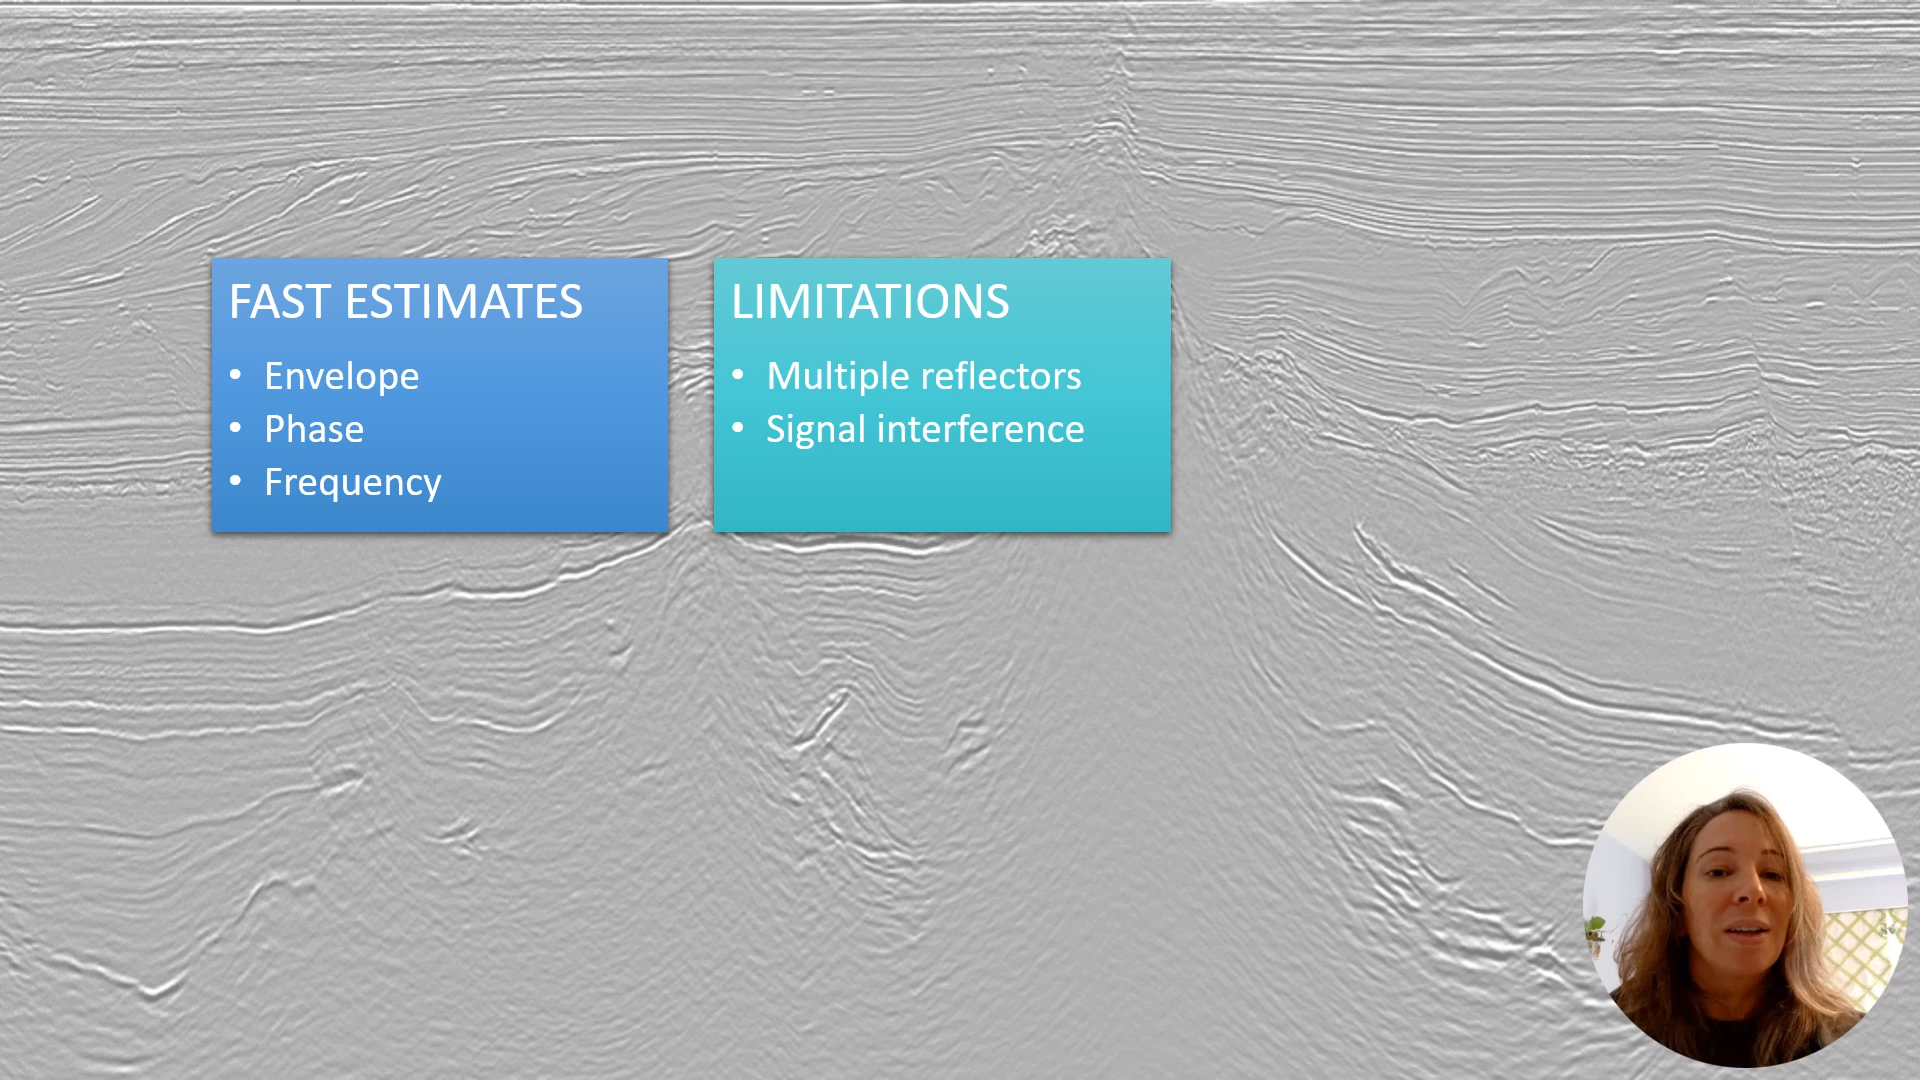 FAST ESTIMATES
• Envelope
• Phase
• Frequency
LIMITATIONS
• Multiple reflectors
• Signal interference